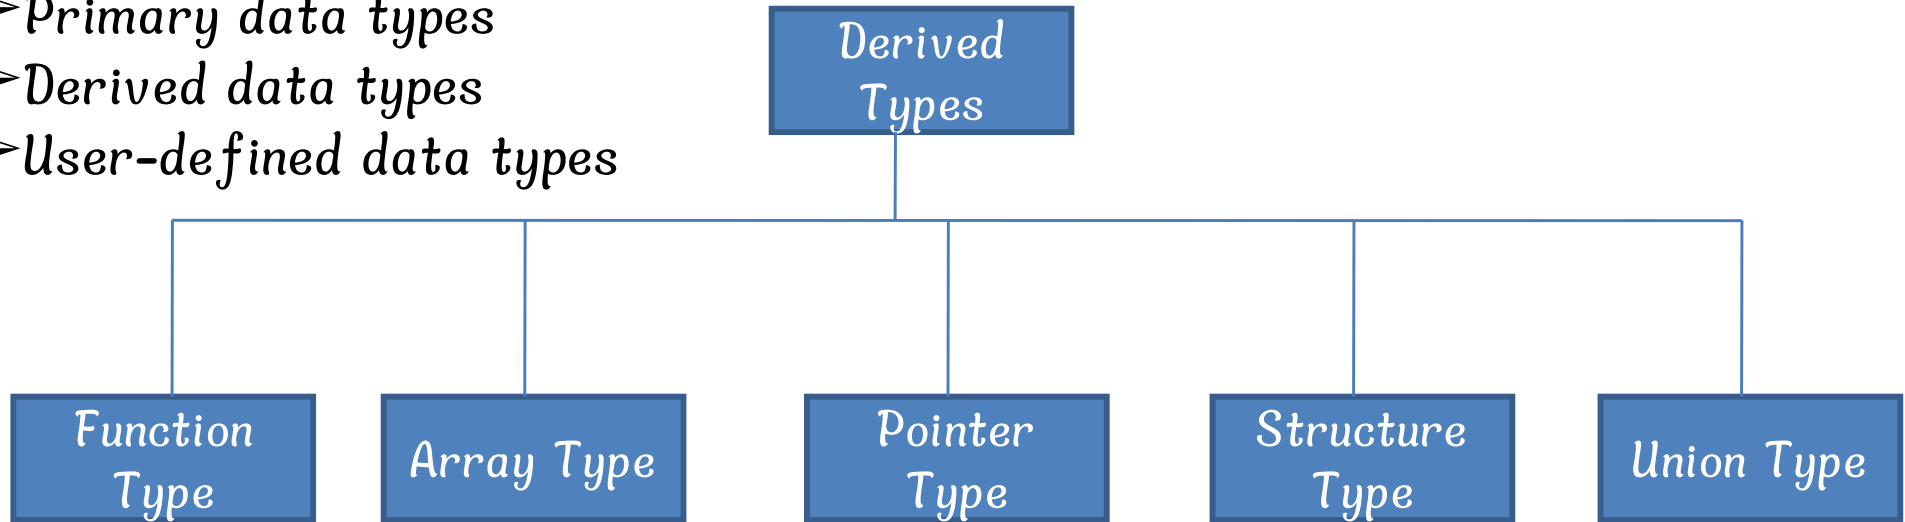 ➢Primary data types
➢Derived data types
➢User-defined data types
Derived
Types
Function
Type
Array Type
Pointer
Type
Structure
Type
Union Type